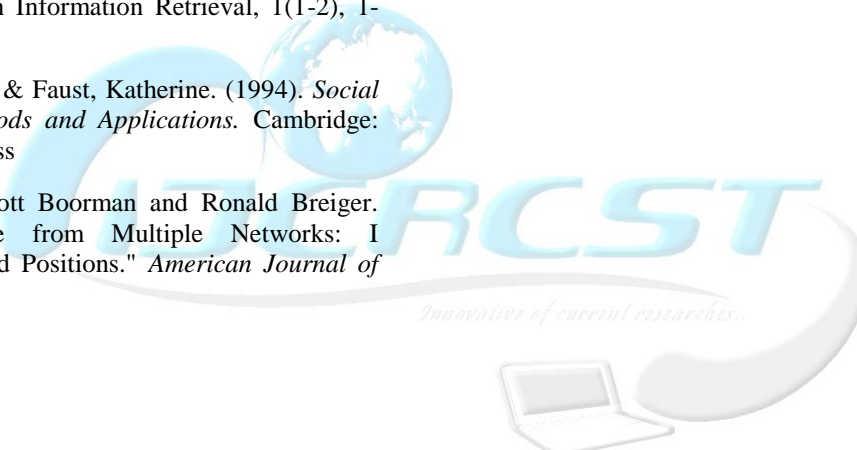 n Information Retrieval, 1(1-2), 1-
& Faust, Katherine. (1994). Social
ods and Applications. Cambridge:
ss
ott Boorman and Ronald Breiger.
e from Multiple Networks: I
d Positions." American Journal of
IJCRCST
Innovative of current researches..